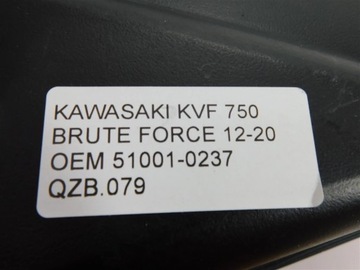 KAWASAKI KVF 750
BRUTE FORCE 12-20
OEM 51001-0237
QZB.079